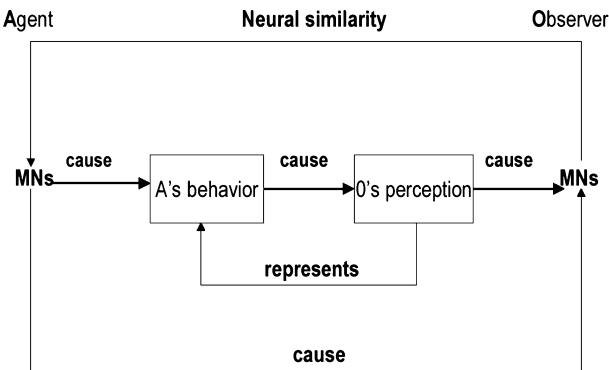 Agent Neural similarity Observer
cause cause cause
MNs A's behavior 0's perception MNs
represents
cause